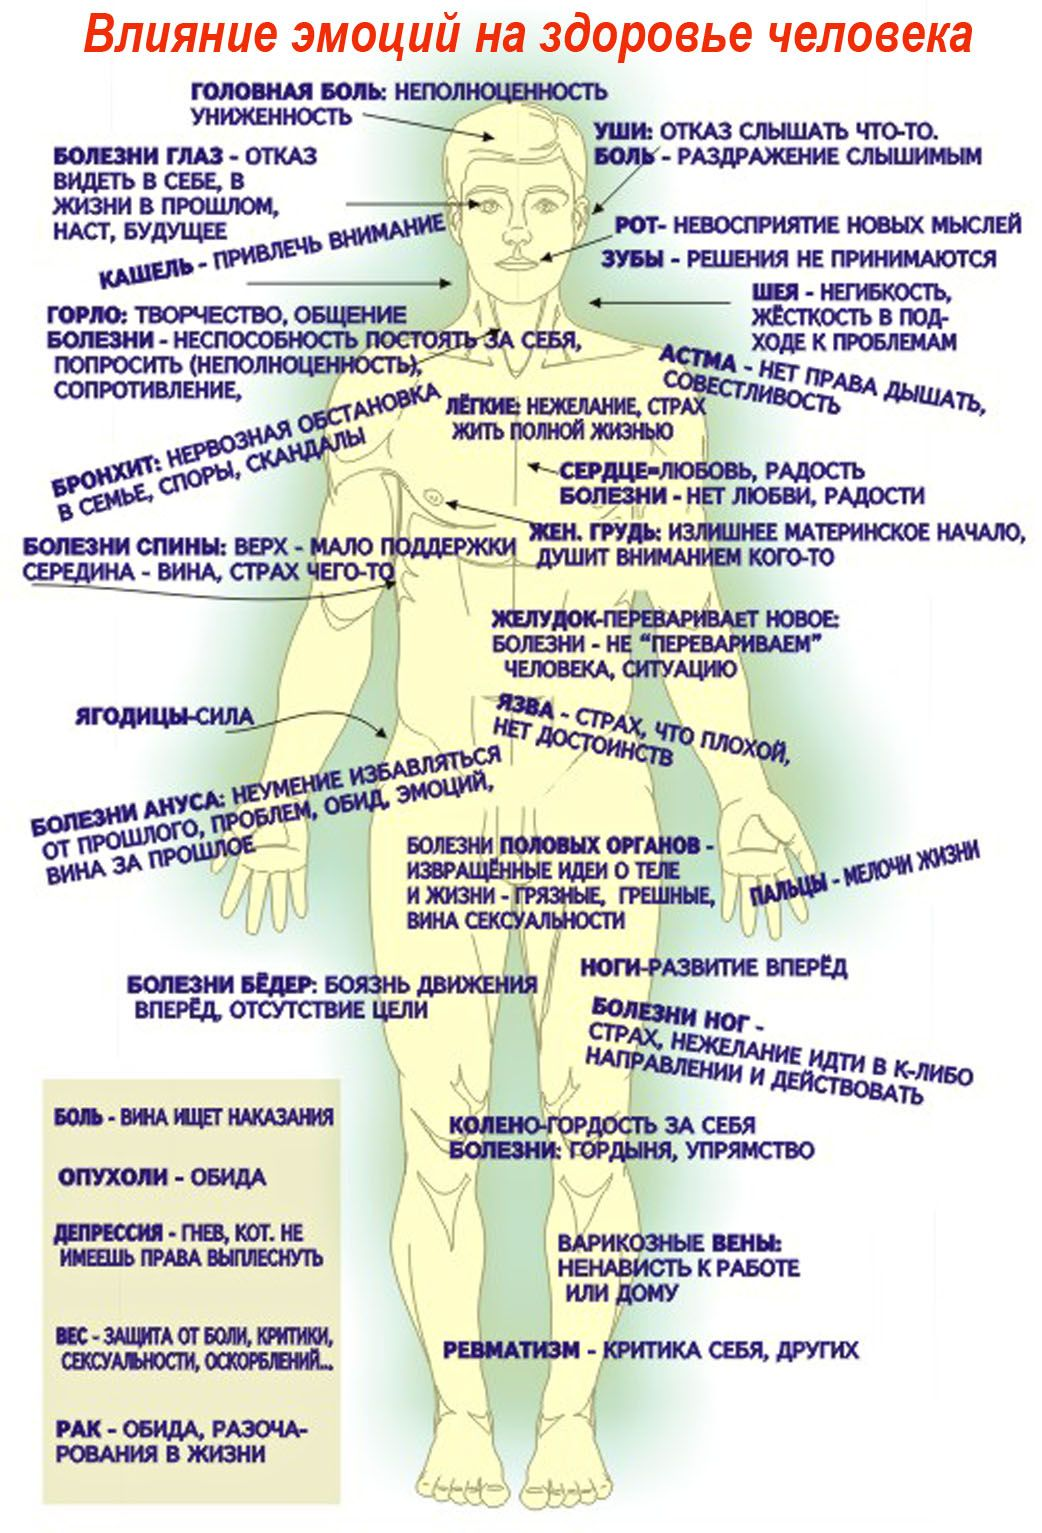 Влияние эмоций на здоровье человека
ГОЛОВНАЯ БОЛЬ: НЕПОЛНОЦЕННОСТЬ
УНИЖЕННОСТЬ
УШИ: ОТКАЗ СЛЫШАТЬ ЧТО-ТО.
БОЛЬ - РАЗДРАЖЕНИЕ СЛЫШИМЫМ
БОЛЕЗНИ ГЛАЗ - ОТКАЗ
ВИДЕТЬ В СЕБЕ, В
ЖИЗНИ В ПРОШЛОМ,
НАСТ, БУДУЩЕЕ
РОТ- НЕВОСПРИЯТИЕ НОВЫХ МЫСЛЕЙ
ЗУБЫ - РЕШЕНИЯ НЕ ПРИНИМАЮТСЯ
КАШЕЛЬ - ПРИВЛЕЧЬ ВНИМАНИЕ
ШЕЯ - НЕГИБКОСТЬ,
ЖЁСТКОСТЬ В ПОД-
ХОДЕ К ПРОБЛЕМАМ
ГОРЛО: ТВОРЧЕСТВО, ОБЩЕНИЕ
БОЛЕЗНИ - НЕСПОСОБНОСТЬ ПОСТОЯТЬ ЗА СЕБЯ,
ПОПРОСИТЬ (НЕПОЛНОЦЕННОСТЬ),
СОПРОТИВЛЕНИЕ,
АСТМА - НЕТ ПРАВА ДЫШАТЬ,
СОВЕСТЛИВОСТЬ
ЛЁГКИЕ: НЕЖЕЛАНИЕ, СТРАХ
ЖИТЬ ПОЛНОЙ ЖИЗНЬЮ
БРОНХИТ: НЕРВОЗНАЯ ОБСТАНОВКА
В СЕМЬЕ, СПОРЫ, СКАНДАЛЫ
СЕРДЦЕ=ЛЮБОВЬ, РАДОСТЬ
БОЛЕЗНИ - НЕТ ЛЮБВИ, РАДОСТИ
ЖЕН. ГРУДЬ: ИЗЛИШНЕЕ МАТЕРИНСКОЕ НАЧАЛО,
ДУШИТ ВНИМАНИЕМ КОГО-ТО
БОЛЕЗНИ СПИНЫ: ВЕРХ - МАЛО ПОДДЕРЖКИ
СЕРЕДИНА - ВИНА, СТРАХ ЧЕГО-ТО
ЖЕЛУДОК-ПЕРЕВАРИВАЕТ НОВОЕ:
БОЛЕЗНИ - НЕ “ПЕРЕВАРИВАЕМ”
ЧЕЛОВЕКА, СИТУАЦИЮ
ЯГОДИЦЫ-СИЛА
ЯЗВА - СТРАХ, ЧТО ПЛОХОЙ,
НЕТ ДОСТОИНСТВ
БОЛЕЗНИ АНУСА: НЕУМЕНИЕ ИЗБАВЛЯТЬСЯ
ОТ ПРОШЛОГО, ПРОБЛЕМ, ОБИД, ЭМОЦИЙ,
ВИНА ЗА ПРОШЛОЕ
БОЛЕЗНИ ПОЛОВЫХ ОРГАНОВ -
ИЗВРАЩЁННЫЕ ИДЕИ О ТЕЛЕ
И ЖИЗНИ - ГРЯЗНЫЕ, ГРЕШНЫЕ,
ВИНА СЕКСУАЛЬНОСТИ
ПАЛЬЦЫ - МЕЛОЧИ ЖИЗНИ
БОЛЕЗНИ БЁДЕР: БОЯЗНЬ ДВИЖЕНИЯ
ВПЕРЁД, ОТСУТСТВИЕ ЦЕЛИ
НОГИ-РАЗВИТИЕ ВПЕРЁД
БОЛЕЗНИ НОГ -
СТРАХ, НЕЖЕЛАНИЕ ИДТИ В К-ЛИБО
НАПРАВЛЕНИИ И ДЕЙСТВОВАТЬ
КОЛЕНО-ГОРДОСТЬ ЗА СЕБЯ
БОЛЕЗНИ: ГОРДЫНЯ, УПРЯМСТВО
ВАРИКОЗНЫЕ ВЕНЫ:
НЕНАВИСТЬ К РАБОТЕ
ИЛИ ДОМУ
РЕВМАТИЗМ - КРИТИКА СЕБЯ, ДРУГИХ
БОЛЬ - ВИНА ИЩЕТ НАКАЗАНИЯ
ОПУХОЛИ - ОБИДА
ДЕПРЕССИЯ - ГНЕВ, КОТ. НЕ
ИМЕЕШЬ ПРАВА ВЫПЛЕСНУТЬ
ВЕС - ЗАЩИТА ОТ БОЛИ, КРИТИКИ,
СЕКСУАЛЬНОСТИ, ОСКОРБЛЕНИЙ...
РАК - ОБИДА, РАЗОЧА-
РОВАНИЯ В ЖИЗНИ